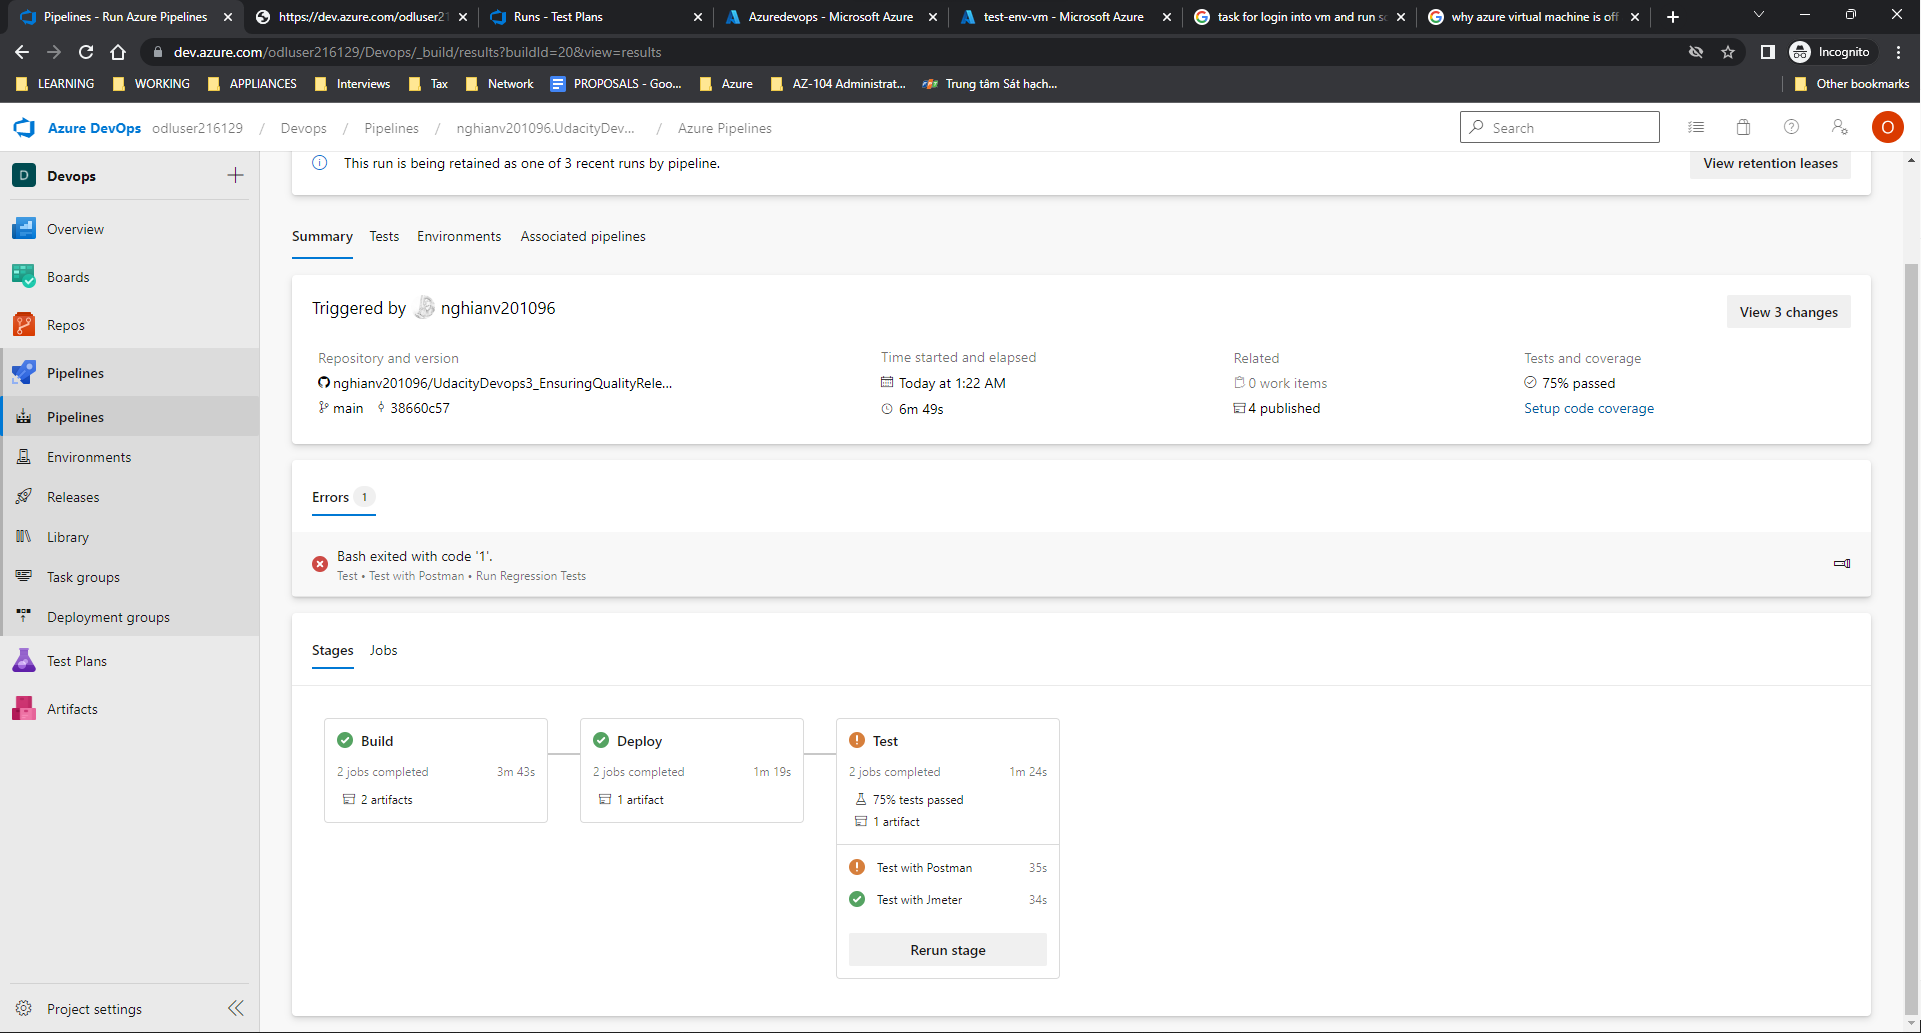 Pipelines - Run Azure Pipelines
https://dev.azure.com/odluser21
Runs - Test Plans
Azuredevops - Microsoft Azure
test-env-vm - Microsoft Azure
task for login into vm and run sc
why azure virtual machine is off
dev.azure.com/odluser216129/Devops/_build/results?buildId=20&view=results
Incognito
LEARNING
WORKING
APPLIANCES
Interviews
Tax
Network
PROPOSALS - Goo...
Azure
AZ-104 Administrat...
Trung tâm Sát hạch...
Other bookmarks
Azure DevOps
odluser216129 / Devops / Pipelines / nghianv201096.UdacityDev... / Azure Pipelines
Search
O
D Devops
Overview
Boards
Repos
Pipelines
Pipelines
Environments
Releases
Library
Task groups
Deployment groups
Test Plans
Artifacts
Project settings
This run is being retained as one of 3 recent runs by pipeline.
View retention leases
Summary
Tests
Environments
Associated pipelines
Triggered by nghianv201096
View 3 changes
Repository and version
nghianv201096/UdacityDevops3_EnsuringQualityRele...
main 38660c57
Time started and elapsed
Today at 1:22 AM
6m 49s
Related
0 work items
4 published
Tests and coverage
75% passed
Setup code coverage
Errors 1
Bash exited with code '1'.
Test • Test with Postman • Run Regression Tests
Stages
Jobs
Build
2 jobs completed 3m 43s
2 artifacts
Deploy
2 jobs completed 1m 19s
1 artifact
Test
2 jobs completed 1m 24s
75% tests passed
1 artifact
Test with Postman 35s
Test with Jmeter 34s
Rerun stage